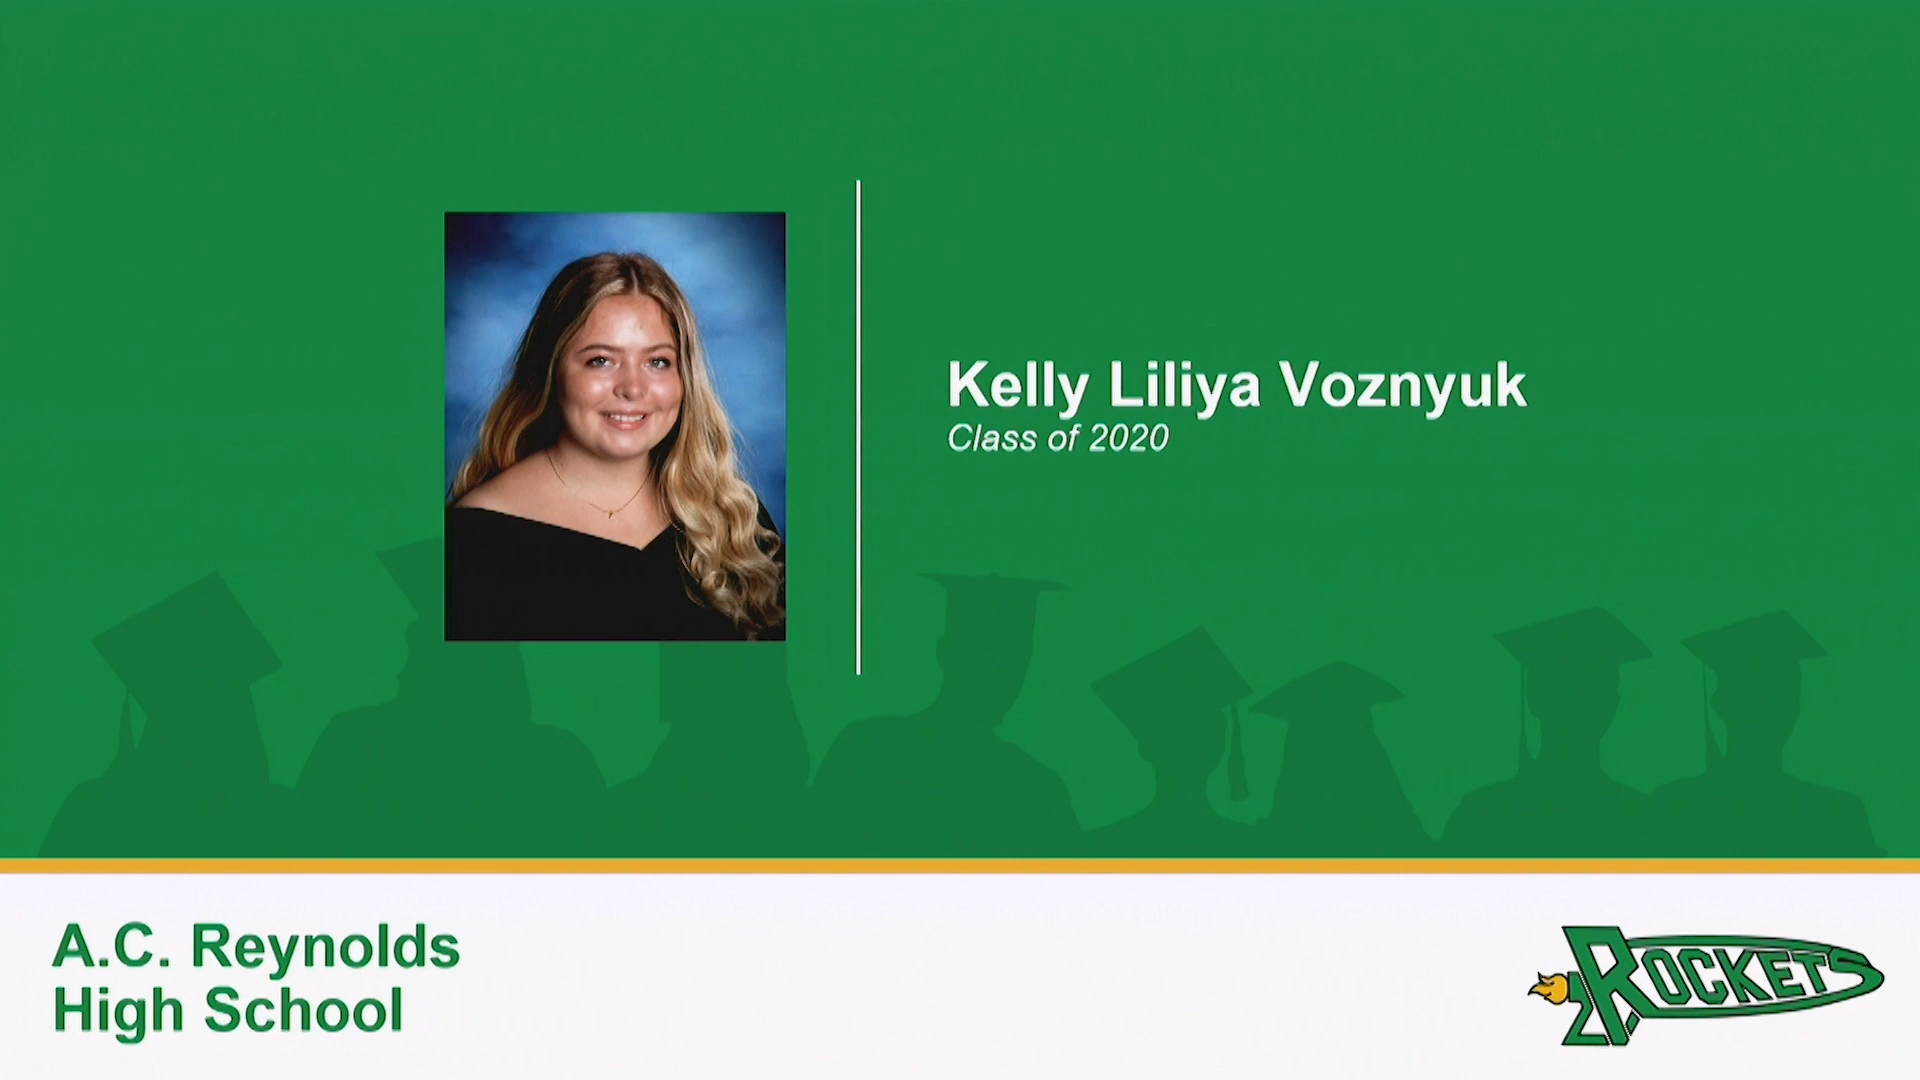 Kelly Liliya Voznyuk
Class of 2020
A.C. Reynolds
High School
ROCKETS